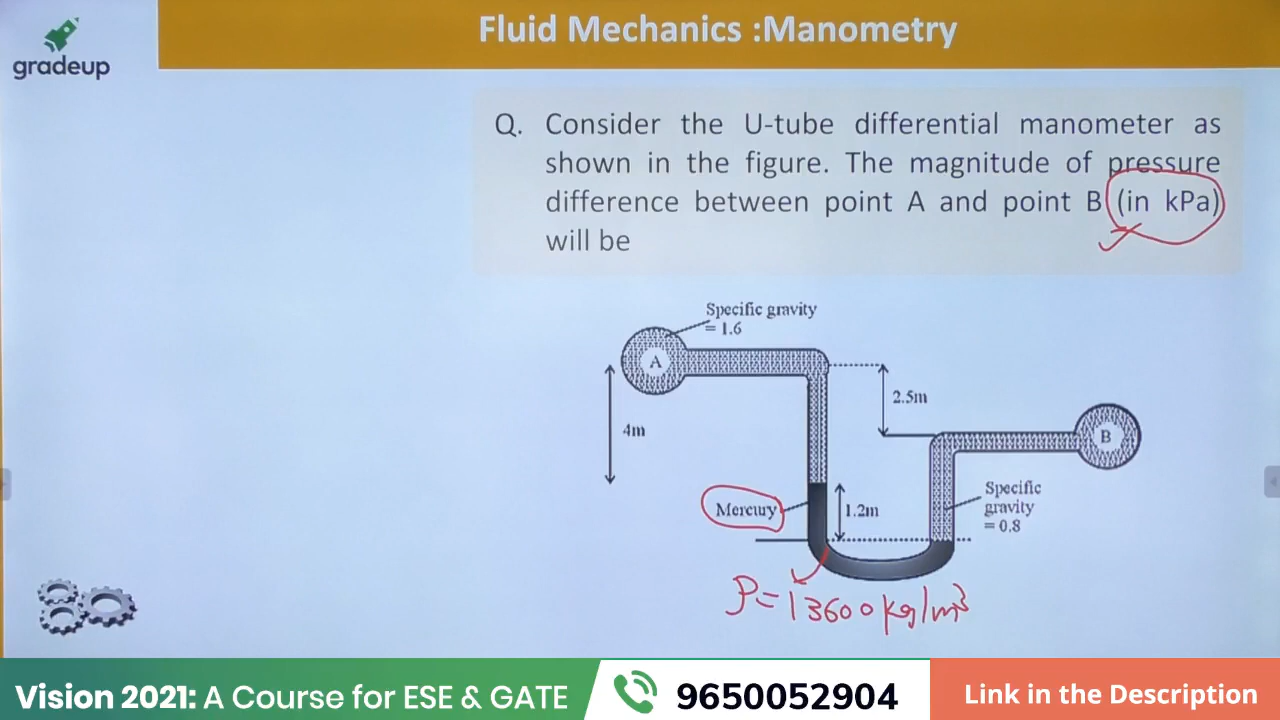 gradeup
Fluid Mechanics :Manometry
Q. Consider the U-tube differential manometer as
shown in the figure. The magnitude of pressure
difference between point A and point B (in kPa)
will be
Specific gravity
= 1.6
A
2.5m
4m
B
Mercury
1.2m
Specific
gravity
= 0.8
ρ = 13600 kg/m³
Vision 2021: A Course for ESE & GATE
9650052904
Link in the Description